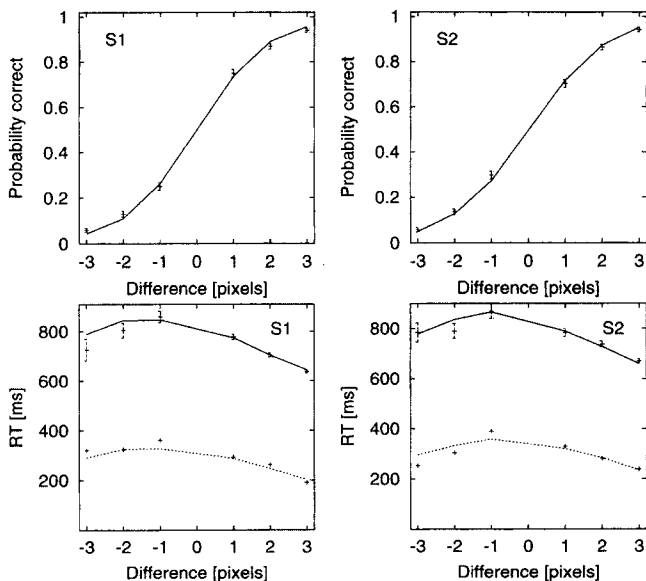 S1
Probability correct
1
0.8
0.6
0.4
0.2
0
-3 -2 -1 0 1 2 3
Difference [pixels]
S2
Probability correct
1
0.8
0.6
0.4
0.2
0
-3 -2 -1 0 1 2 3
Difference [pixels]
S1
RT [ms]
800
600
400
200
-3 -2 -1 0 1 2 3
Difference [pixels]
S2
RT [ms]
800
600
400
200
-3 -2 -1 0 1 2 3
Difference [pixels]